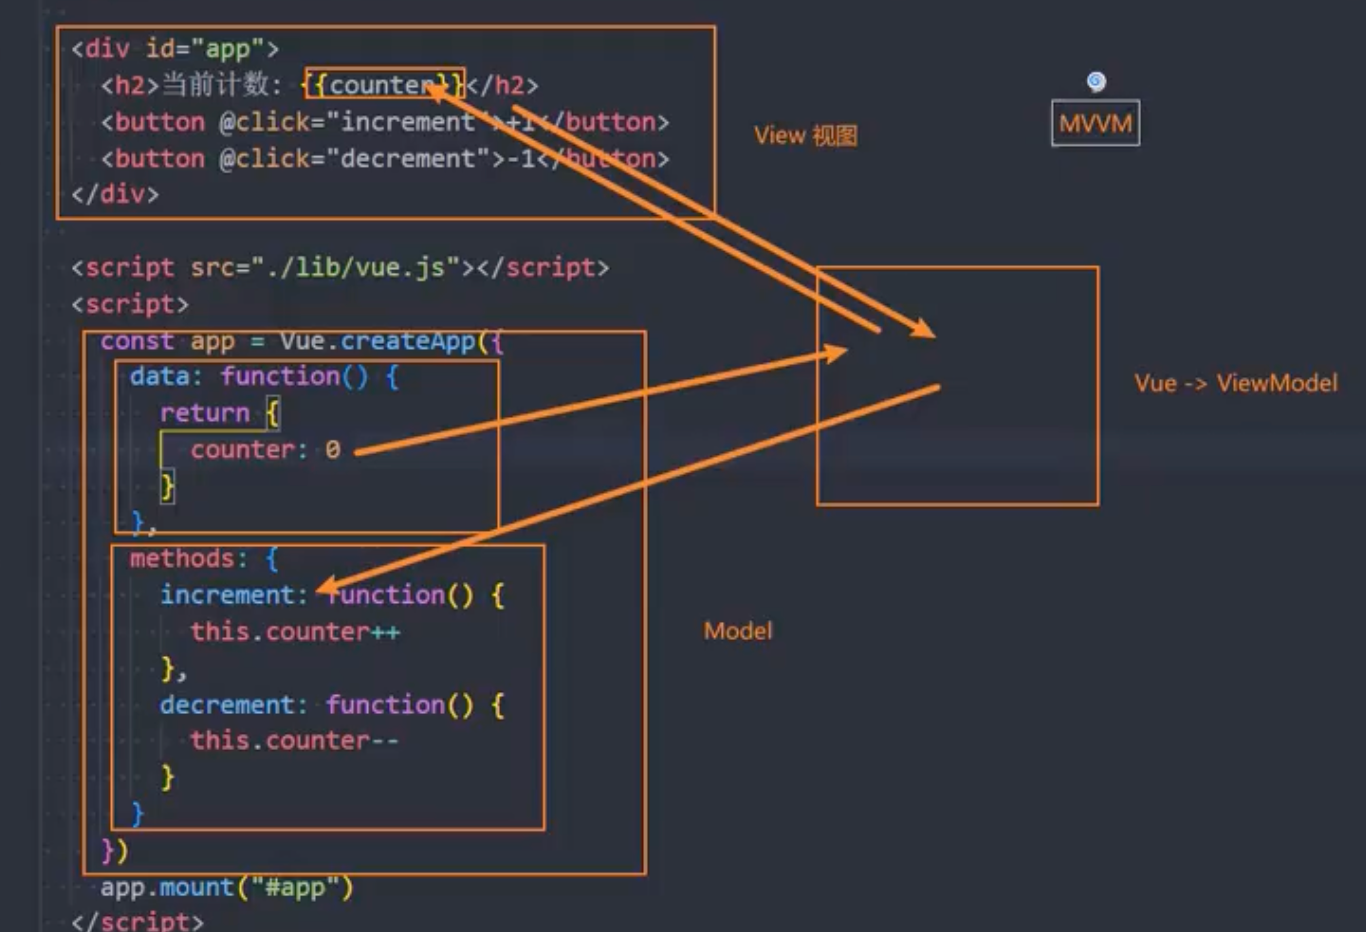 <div id="app">
<h2>当前计数: {{counter}}</h2>
<button @click="increment">+1</button>
<button @click="decrement">-1</button>
</div>
View 视图
MVVM
<script src="./lib/vue.js"></script>
<script>
const app = Vue.createApp({
data: function() {
return {
counter: 0
}
},
Vue -> ViewModel
methods: {
increment: function() {
this.counter++
},
decrement: function() {
this.counter--
}
}
})
Model
app.mount("#app")
</script>